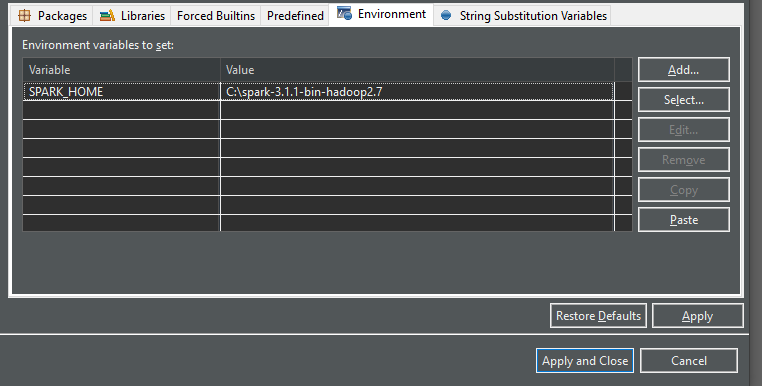 Packages Libraries Forced Builtins Predefined Environment String Substitution Variables
Environment variables to set:
Variable Value
SPARK_HOME C:\spark-3.1.1-bin-hadoop2.7
Add...
Select...
Edit...
Remove
Copy
Paste
Restore Defaults Apply
Apply and Close Cancel